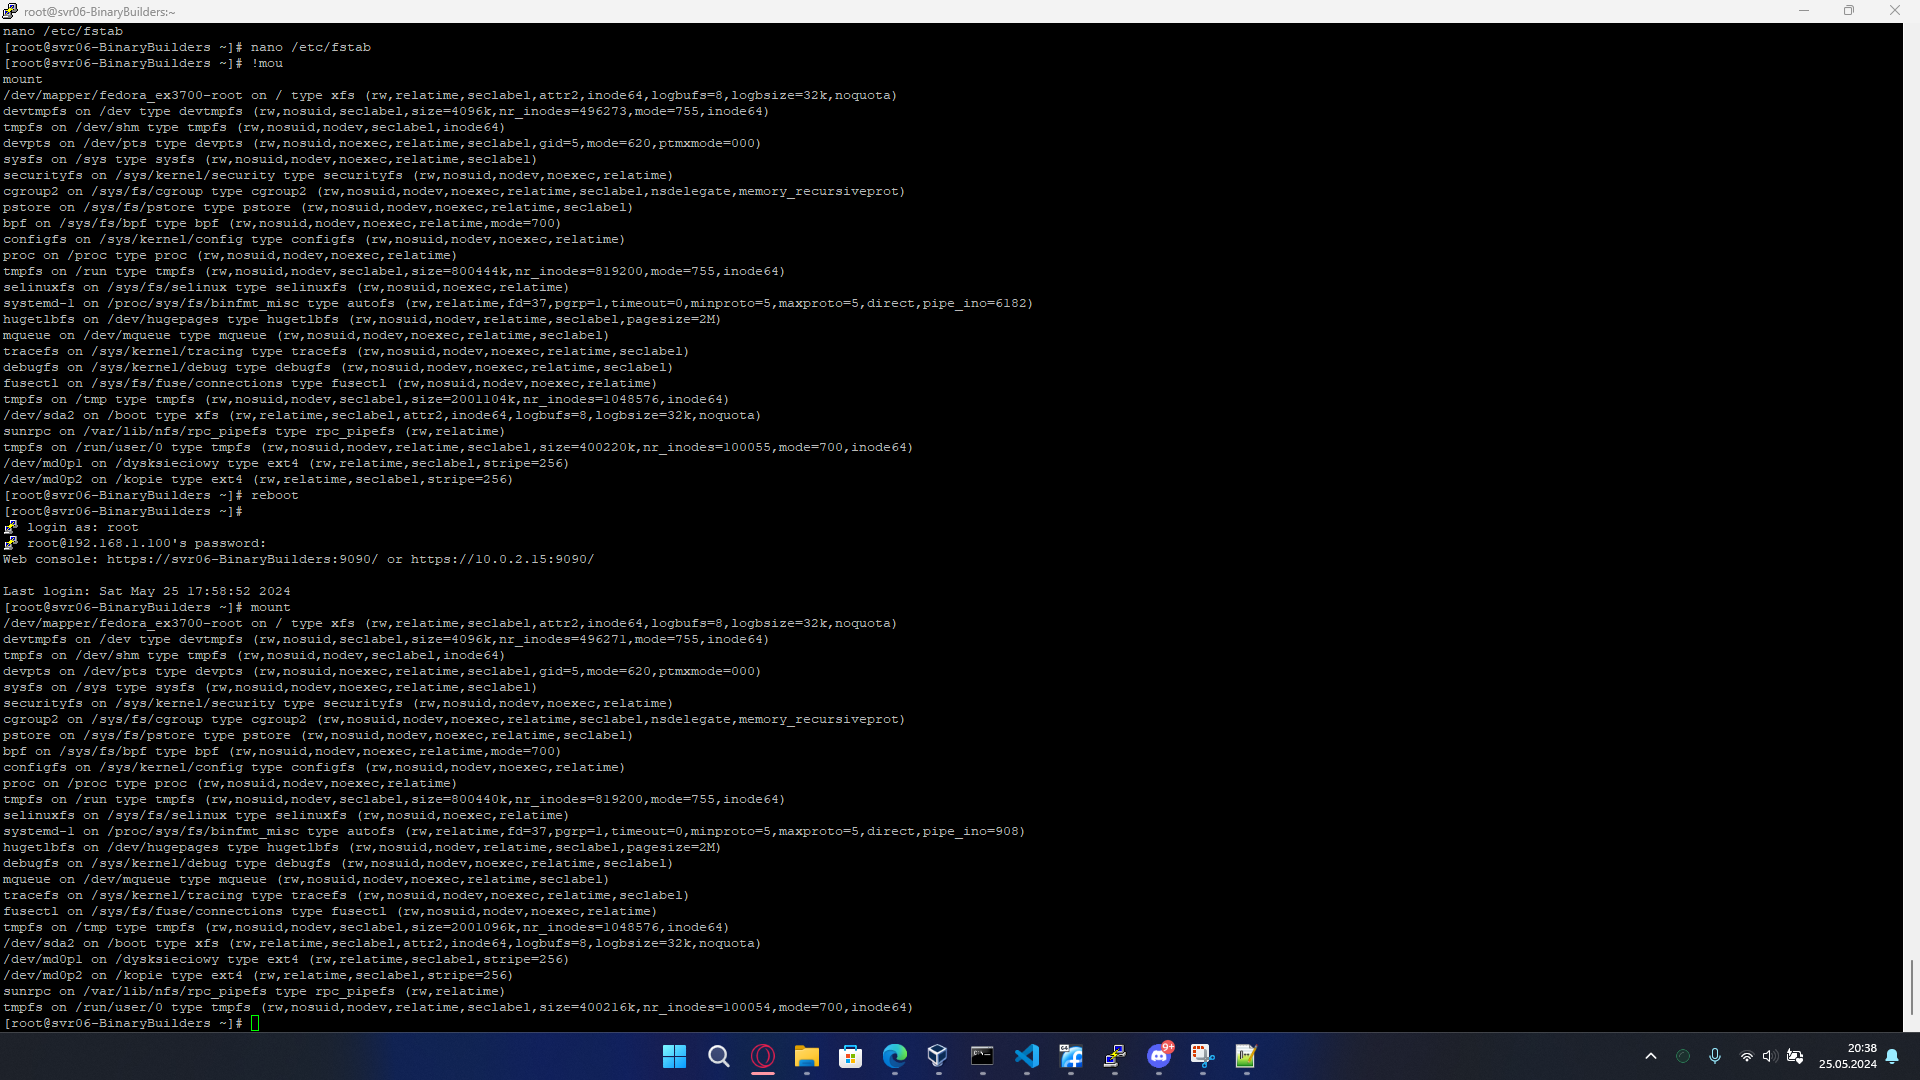 root@svr06-BinaryBuilders:~
nano /etc/fstab
[root@svr06-BinaryBuilders ~]# nano /etc/fstab
[root@svr06-BinaryBuilders ~]# !mou
mount
/dev/mapper/fedora_ex3700-root on / type xfs (rw,relatime,seclabel,attr2,inode64,logbufs=8,logbsize=32k,noquota)
devtmpfs on /dev type devtmpfs (rw,nosuid,seclabel,size=4096k,nr_inodes=496273,mode=755,inode64)
tmpfs on /dev/shm type tmpfs (rw,nosuid,nodev,seclabel,inode64)
devpts on /dev/pts type devpts (rw,nosuid,noexec,relatime,seclabel,gid=5,mode=620,ptmxmode=000)
sysfs on /sys type sysfs (rw,nosuid,nodev,noexec,relatime,seclabel)
securityfs on /sys/kernel/security type securityfs (rw,nosuid,nodev,noexec,relatime)
cgroup2 on /sys/fs/cgroup type cgroup2 (rw,nosuid,nodev,noexec,relatime,seclabel,nsdelegate,memory_recursiveprot)
pstore on /sys/fs/pstore type pstore (rw,nosuid,nodev,noexec,relatime,seclabel)
bpf on /sys/fs/bpf type bpf (rw,nosuid,nodev,noexec,relatime,mode=700)
configfs on /sys/kernel/config type configfs (rw,nosuid,nodev,noexec,relatime)
proc on /proc type proc (rw,nosuid,nodev,noexec,relatime)
tmpfs on /run type tmpfs (rw,nosuid,nodev,seclabel,size=800444k,nr_inodes=819200,mode=755,inode64)
selinuxfs on /sys/fs/selinux type selinuxfs (rw,nosuid,noexec,relatime)
systemd-1 on /proc/sys/fs/binfmt_misc type autofs (rw,relatime,fd=37,pgrp=1,timeout=0,minproto=5,maxproto=5,direct,pipe_ino=6182)
hugetlbfs on /dev/hugepages type hugetlbfs (rw,nosuid,nodev,relatime,seclabel,pagesize=2M)
mqueue on /dev/mqueue type mqueue (rw,nosuid,nodev,noexec,relatime,seclabel)
tracefs on /sys/kernel/tracing type tracefs (rw,nosuid,nodev,noexec,relatime,seclabel)
debugfs on /sys/kernel/debug type debugfs (rw,nosuid,nodev,noexec,relatime,seclabel)
fusectl on /sys/fs/fuse/connections type fusectl (rw,nosuid,nodev,noexec,relatime)
tmpfs on /tmp type tmpfs (rw,nosuid,nodev,seclabel,size=2001104k,nr_inodes=1048576,inode64)
/dev/sda2 on /boot type xfs (rw,relatime,seclabel,attr2,inode64,logbufs=8,logbsize=32k,noquota)
sunrpc on /var/lib/nfs/rpc_pipefs type rpc_pipefs (rw,relatime)
tmpfs on /run/user/0 type tmpfs (rw,nosuid,nodev,relatime,seclabel,size=400220k,nr_inodes=100055,mode=700,inode64)
/dev/md0p1 on /dysksieciowy type ext4 (rw,relatime,seclabel,stripe=256)
/dev/md0p2 on /kopie type ext4 (rw,relatime,seclabel,stripe=256)
[root@svr06-BinaryBuilders ~]# reboot
[root@svr06-BinaryBuilders ~]#
login as: root
root@192.168.1.100's password:
Web console: https://svr06-BinaryBuilders:9090/ or https://10.0.2.15:9090/
Last login: Sat May 25 17:58:52 2024
[root@svr06-BinaryBuilders ~]# mount
/dev/mapper/fedora_ex3700-root on / type xfs (rw,relatime,seclabel,attr2,inode64,logbufs=8,logbsize=32k,noquota)
devtmpfs on /dev type devtmpfs (rw,nosuid,seclabel,size=4096k,nr_inodes=496271,mode=755,inode64)
tmpfs on /dev/shm type tmpfs (rw,nosuid,nodev,seclabel,inode64)
devpts on /dev/pts type devpts (rw,nosuid,noexec,relatime,seclabel,gid=5,mode=620,ptmxmode=000)
sysfs on /sys type sysfs (rw,nosuid,nodev,noexec,relatime,seclabel)
securityfs on /sys/kernel/security type securityfs (rw,nosuid,nodev,noexec,relatime)
cgroup2 on /sys/fs/cgroup type cgroup2 (rw,nosuid,nodev,noexec,relatime,seclabel,nsdelegate,memory_recursiveprot)
pstore on /sys/fs/pstore type pstore (rw,nosuid,nodev,noexec,relatime,seclabel)
bpf on /sys/fs/bpf type bpf (rw,nosuid,nodev,noexec,relatime,mode=700)
configfs on /sys/kernel/config type configfs (rw,nosuid,nodev,noexec,relatime)
proc on /proc type proc (rw,nosuid,nodev,noexec,relatime)
tmpfs on /run type tmpfs (rw,nosuid,nodev,seclabel,size=800440k,nr_inodes=819200,mode=755,inode64)
selinuxfs on /sys/fs/selinux type selinuxfs (rw,nosuid,noexec,relatime)
systemd-1 on /proc/sys/fs/binfmt_misc type autofs (rw,relatime,fd=37,pgrp=1,timeout=0,minproto=5,maxproto=5,direct,pipe_ino=908)
hugetlbfs on /dev/hugepages type hugetlbfs (rw,nosuid,nodev,relatime,seclabel,pagesize=2M)
debugfs on /sys/kernel/debug type debugfs (rw,nosuid,nodev,noexec,relatime,seclabel)
mqueue on /dev/mqueue type mqueue (rw,nosuid,nodev,noexec,relatime,seclabel)
tracefs on /sys/kernel/tracing type tracefs (rw,nosuid,nodev,noexec,relatime,seclabel)
fusectl on /sys/fs/fuse/connections type fusectl (rw,nosuid,nodev,noexec,relatime)
tmpfs on /tmp type tmpfs (rw,nosuid,nodev,seclabel,size=2001096k,nr_inodes=1048576,inode64)
/dev/sda2 on /boot type xfs (rw,relatime,seclabel,attr2,inode64,logbufs=8,logbsize=32k,noquota)
/dev/md0p1 on /dysksieciowy type ext4 (rw,relatime,seclabel,stripe=256)
/dev/md0p2 on /kopie type ext4 (rw,relatime,seclabel,stripe=256)
sunrpc on /var/lib/nfs/rpc_pipefs type rpc_pipefs (rw,relatime)
tmpfs on /run/user/0 type tmpfs (rw,nosuid,nodev,relatime,seclabel,size=400216k,nr_inodes=100054,mode=700,inode64)
[root@svr06-BinaryBuilders ~]#
9+
20:38
25.05.2024